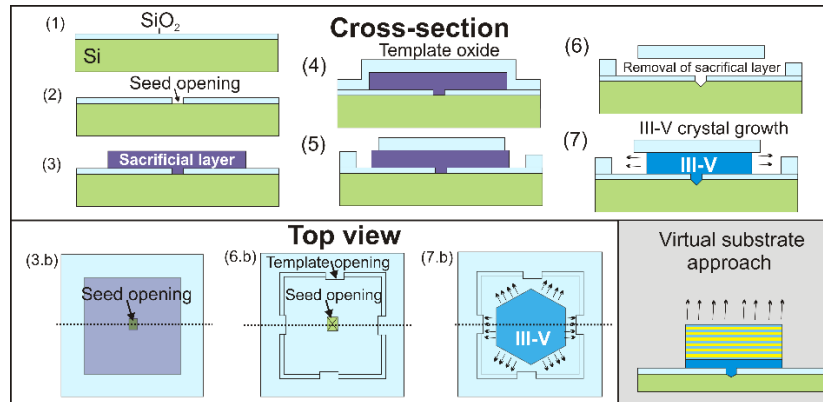 Cross-section
(1)
SiO2
Si
(2)
Seed opening
(3)
Sacrificial layer
(4)
Template oxide
(5)
(6)
Removal of sacrifical layer
(7)
III-V crystal growth
III-V
Top view
(3.b)
Seed opening
(6.b)
Template opening
Seed opening
(7.b)
III-V
Virtual substrate
approach